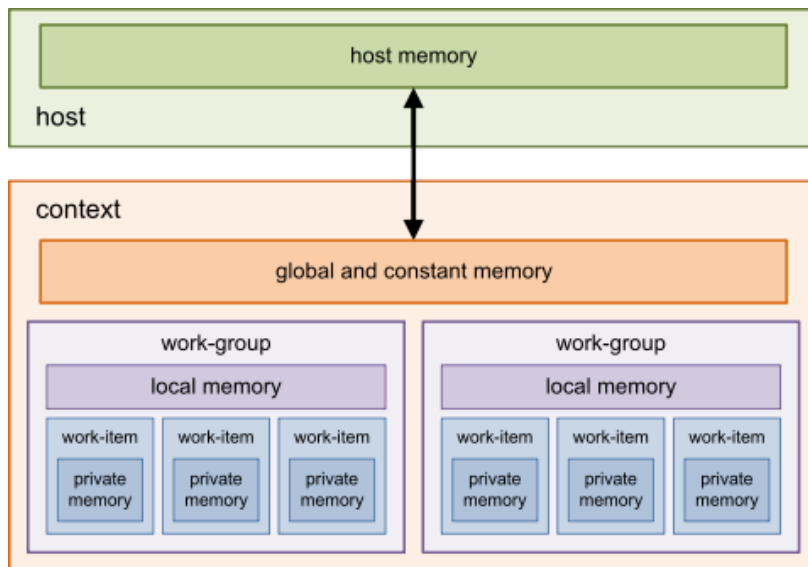 host memory
host
context
global and constant memory
work-group
local memory
work-item
work-item
work-item
private
memory
private
memory
private
memory
work-group
local memory
work-item
work-item
work-item
private
memory
private
memory
private
memory